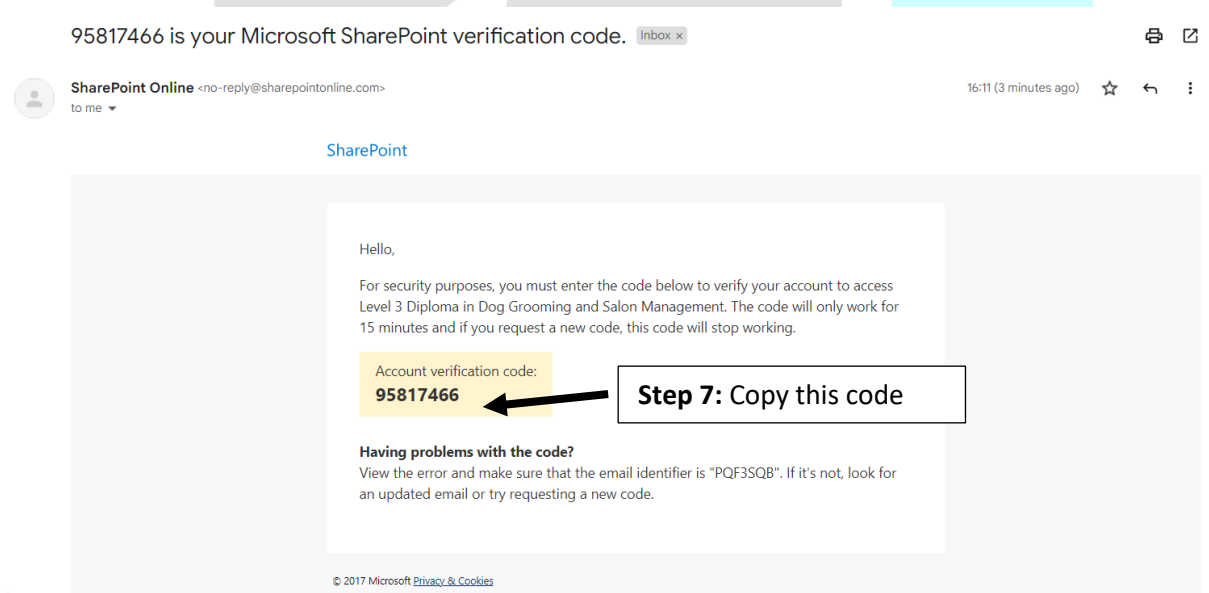 95817466 is your Microsoft SharePoint verification code. Inbox ×
SharePoint Online <no-reply@sharepointonline.com> 16:11 (3 minutes ago)
to me
SharePoint
Hello,
For security purposes, you must enter the code below to verify your account to access
Level 3 Diploma in Dog Grooming and Salon Management. The code will only work for
15 minutes and if you request a new code, this code will stop working.
Account verification code:
95817466
Step 7: Copy this code
Having problems with the code?
View the error and make sure that the email identifier is "PQF3SQB". If it's not, look for
an updated email or try requesting a new code.
© 2017 Microsoft Privacy & Cookies